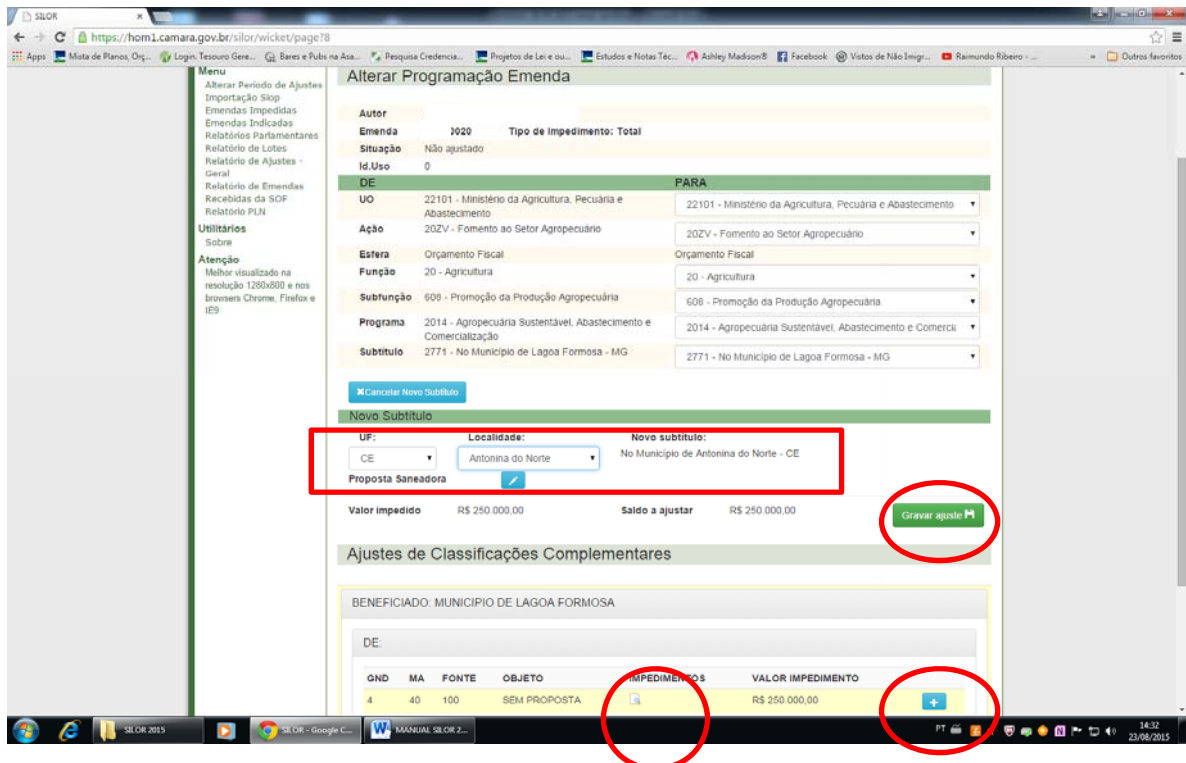 SILOR
https://hom1.camara.gov.br/silor/wicket/page?8
Apps Mista de Planos, Orç... Login Tesouro Gere... Bares e Pubs na Asa... Pesquisa Credencia... Projetos de Lei e ou... Estudos e Notas Téc... Ashley Madison® Facebook Vistos de Não Imigr... Raimundo Ribeiro - ... Outros favoritos
Menu
Alterar Período de Ajustes
Importação Siop
Emendas Impedidas
Emendas Indicadas
Relatórios Parlamentares
Relatório de Lotes
Relatório de Ajustes -
Geral
Relatório de Emendas
Recebidas da SOF
Relatório PLN
Utilitários
Sobre
Atenção
Melhor visualizado na
resolução 1280x800 e nos
browsers Chrome, Firefox e
IE9
Alterar Programação Emenda
Autor
Emenda 0020 Tipo de Impedimento: Total
Situação Não ajustado
Id.Uso 0
DE PARA
UO 22101 - Ministério da Agricultura, Pecuária e
Abastecimento
22101 - Ministério da Agricultura, Pecuária e Abastecimento
Ação 20ZV - Fomento ao Setor Agropecuário 20ZV - Fomento ao Setor Agropecuário
Esfera Orçamento Fiscal Orçamento Fiscal
Função 20 - Agricultura 20 - Agricultura
Subfunção 608 - Promoção da Produção Agropecuária 608 - Promoção da Produção Agropecuária
Programa 2014 - Agropecuária Sustentável, Abastecimento e
Comercialização
2014 - Agropecuária Sustentável, Abastecimento e Comercia
Subtítulo 2771 - No Município de Lagoa Formosa - MG 2771 - No Município de Lagoa Formosa - MG
Cancelar Novo Subtítulo
Novo Subtítulo
UF: Localidade: Novo subtítulo:
CE Antonina do Norte No Município de Antonina do Norte - CE
Proposta Saneadora
Valor impedido R$ 250.000,00 Saldo a ajustar R$ 250.000,00 Gravar ajuste
Ajustes de Classificações Complementares
BENEFICIADO: MUNICIPIO DE LAGOA FORMOSA
DE:
GND MA FONTE OBJETO IMPEDIMENTOS VALOR IMPEDIMENTO
4 40 100 SEM PROPOSTA R$ 250.000,00 +
SILOR 2015 SILOR - Google C... MANUAL SILOR 2... PT 14:32
23/08/2015